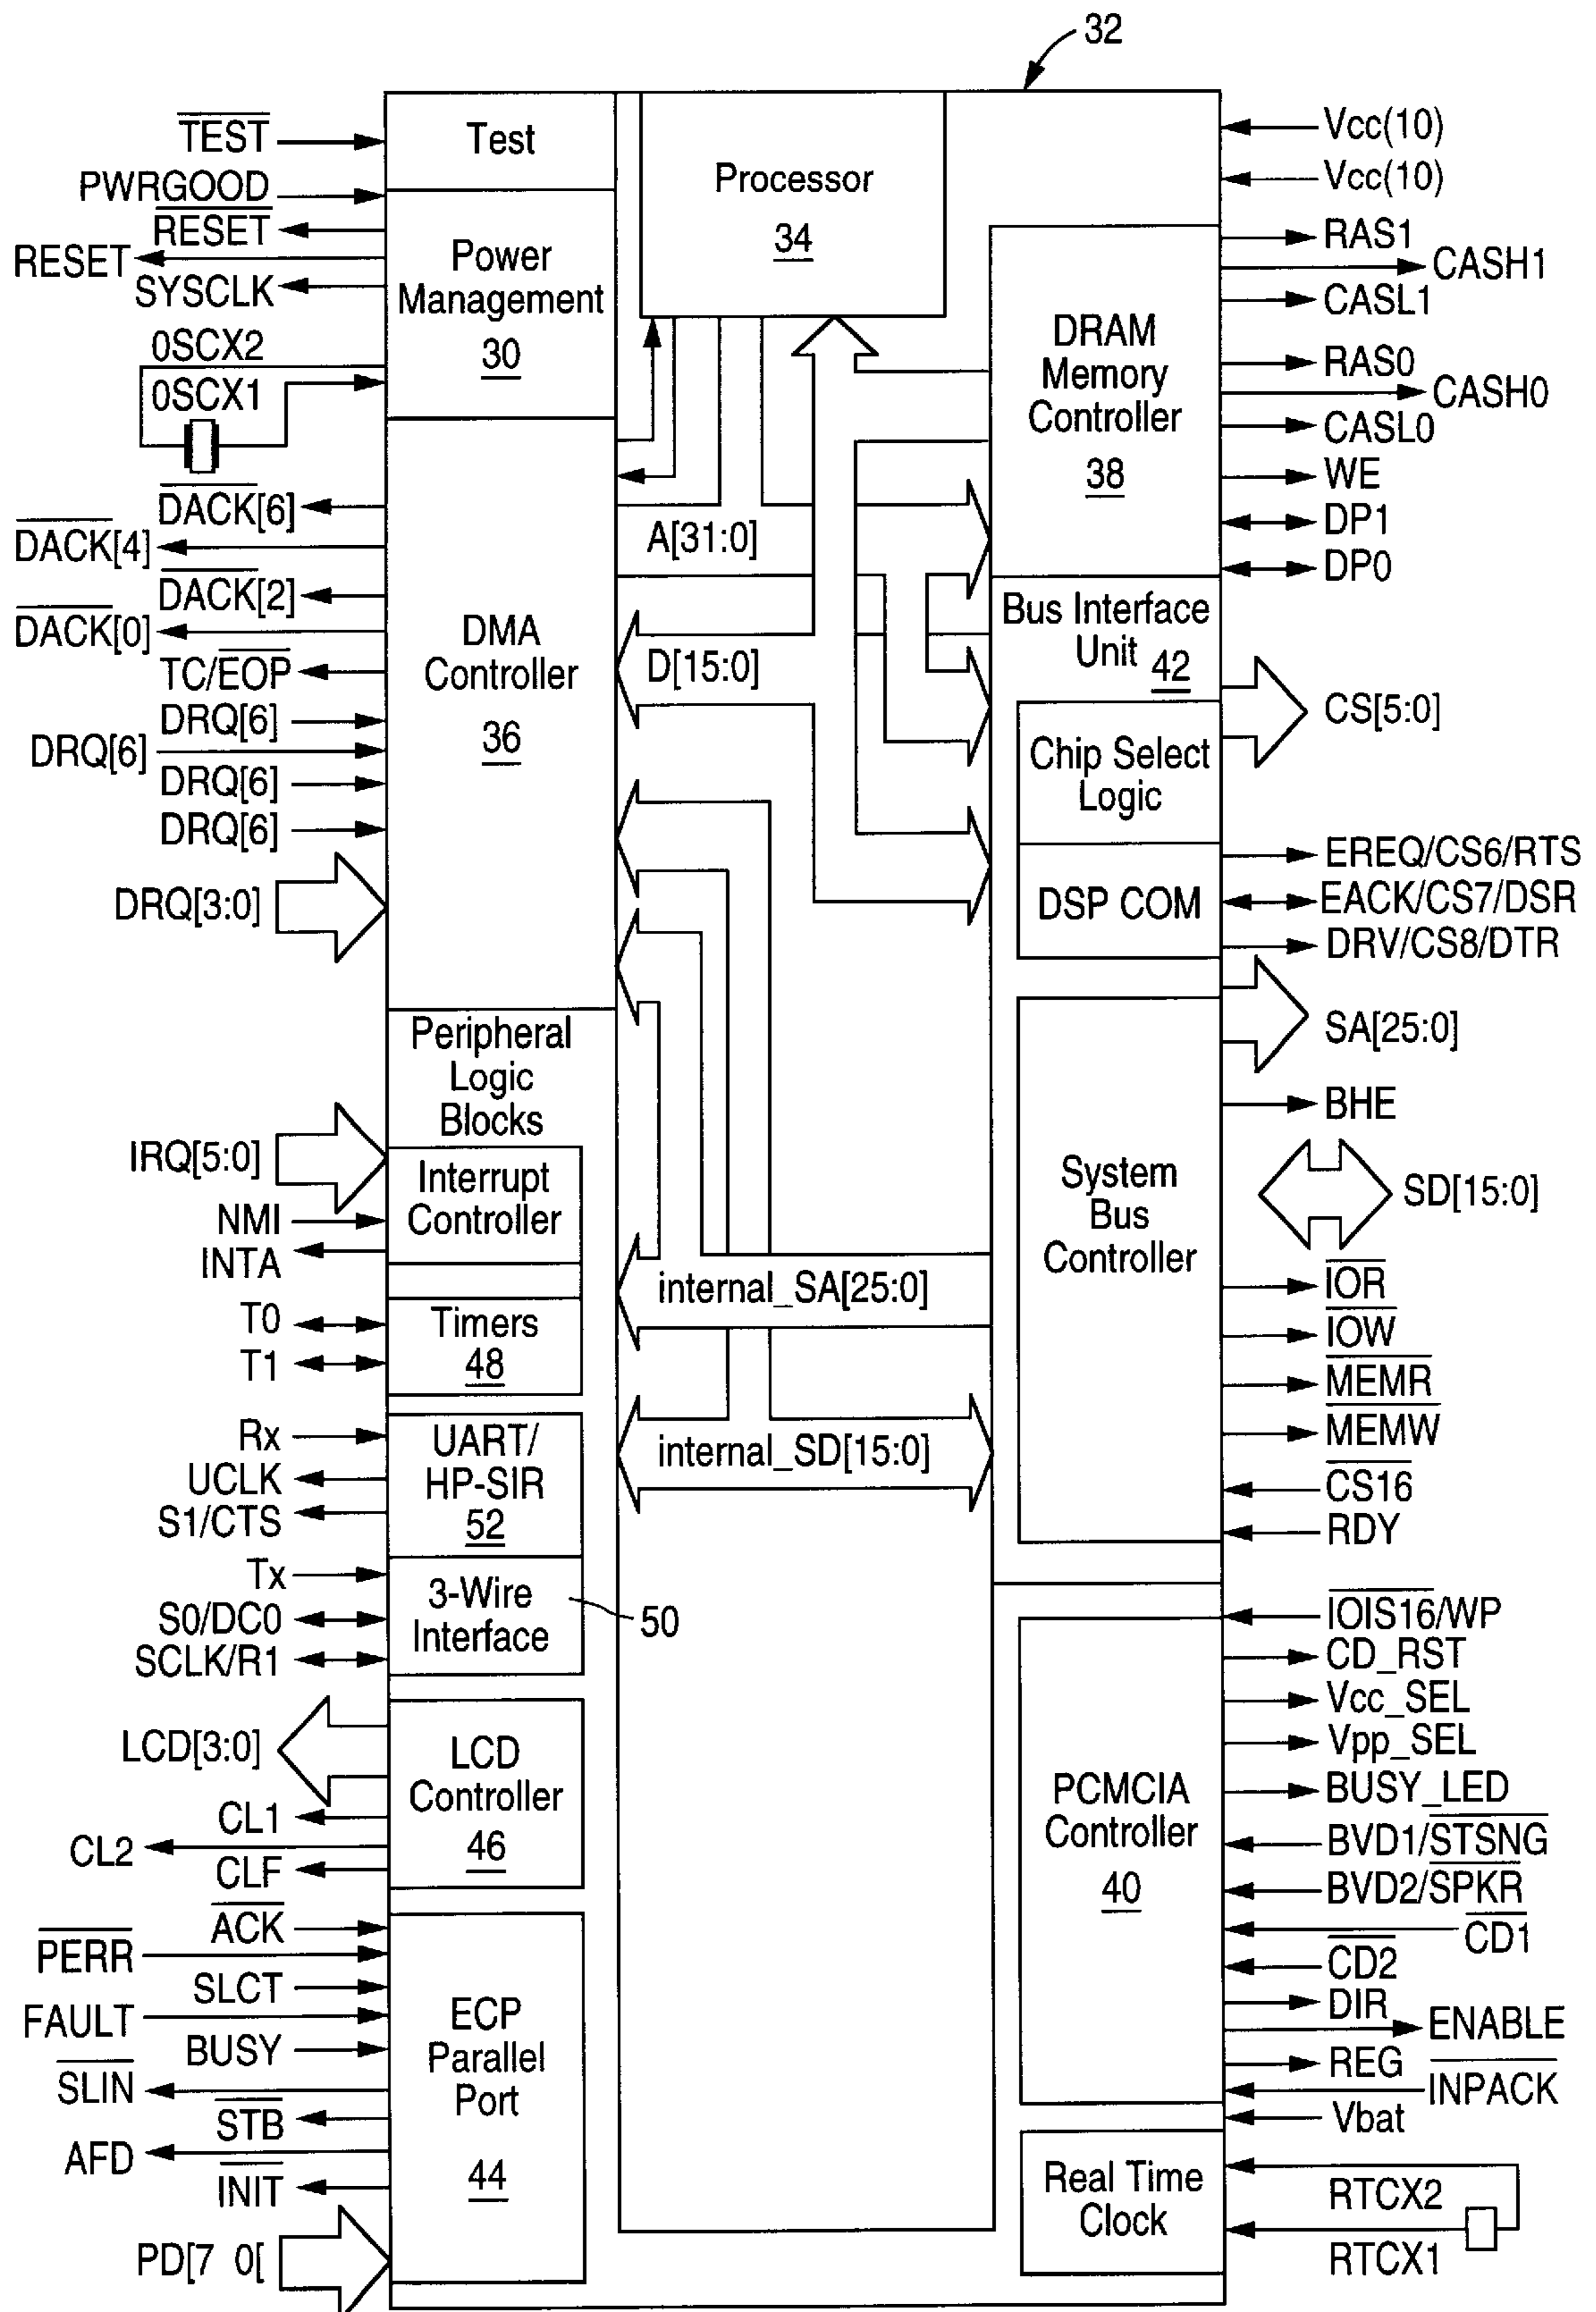 32
TEST
PWRGOOD
RESET
RESET
SYSCLK
0SCX2
0SCX1
DACK[6]
DACK[4]
DACK[2]
DACK[0]
TC/EOP
DRQ[6]
DRQ[6]
DRQ[6]
DRQ[6]
DRQ[3:0]
IRQ[5:0]
NMI
INTA
T0
T1
Rx
UCLK
S1/CTS
Tx
S0/DC0
SCLK/R1
LCD[3:0]
CL1
CL2
CLF
ACK
PERR
SLCT
FAULT
BUSY
SLIN
STB
AFD
INIT
PD[7 0[
Test
Power
Management
30
DMA
Controller
36
Peripheral
Logic
Blocks
Interrupt
Controller
Timers
48
UART/
HP-SIR
52
3-Wire
Interface
50
LCD
Controller
46
ECP
Parallel
Port
44
Processor
34
A[31:0]
D[15:0]
internal_SA[25:0]
internal_SD[15:0]
DRAM
Memory
Controller
38
Bus Interface
Unit 42
Chip Select
Logic
DSP COM
System
Bus
Controller
PCMCIA
Controller
40
Real Time
Clock
Vcc(10)
Vcc(10)
RAS1
CASH1
CASL1
RAS0
CASH0
CASL0
WE
DP1
DP0
CS[5:0]
EREQ/CS6/RTS
EACK/CS7/DSR
DRV/CS8/DTR
SA[25:0]
BHE
SD[15:0]
IOR
IOW
MEMR
MEMW
CS16
RDY
IOIS16/WP
CD_RST
Vcc_SEL
Vpp_SEL
BUSY_LED
BVD1/STSNG
BVD2/SPKR
CD1
CD2
DIR
ENABLE
REG
INPACK
Vbat
RTCX2
RTCX1